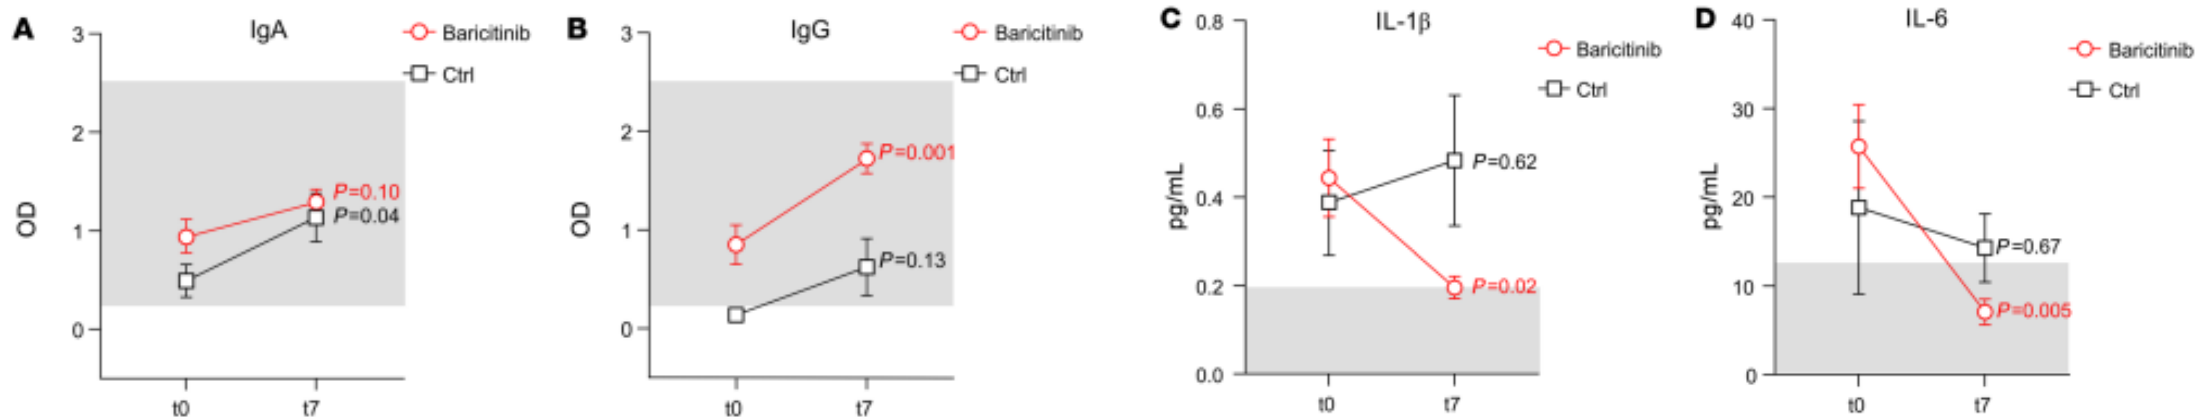 A
IgA
Baricitinib
Ctrl
3
2
1
0
OD
P=0.10
P=0.04
t0
t7
B
IgG
Baricitinib
Ctrl
3
2
1
0
OD
P=0.001
P=0.13
t0
t7
C
IL-1β
Baricitinib
Ctrl
0.8
0.6
0.4
0.2
0.0
pg/mL
P=0.62
P=0.02
t0
t7
D
IL-6
Baricitinib
Ctrl
40
30
20
10
0
pg/mL
P=0.67
P=0.005
t0
t7